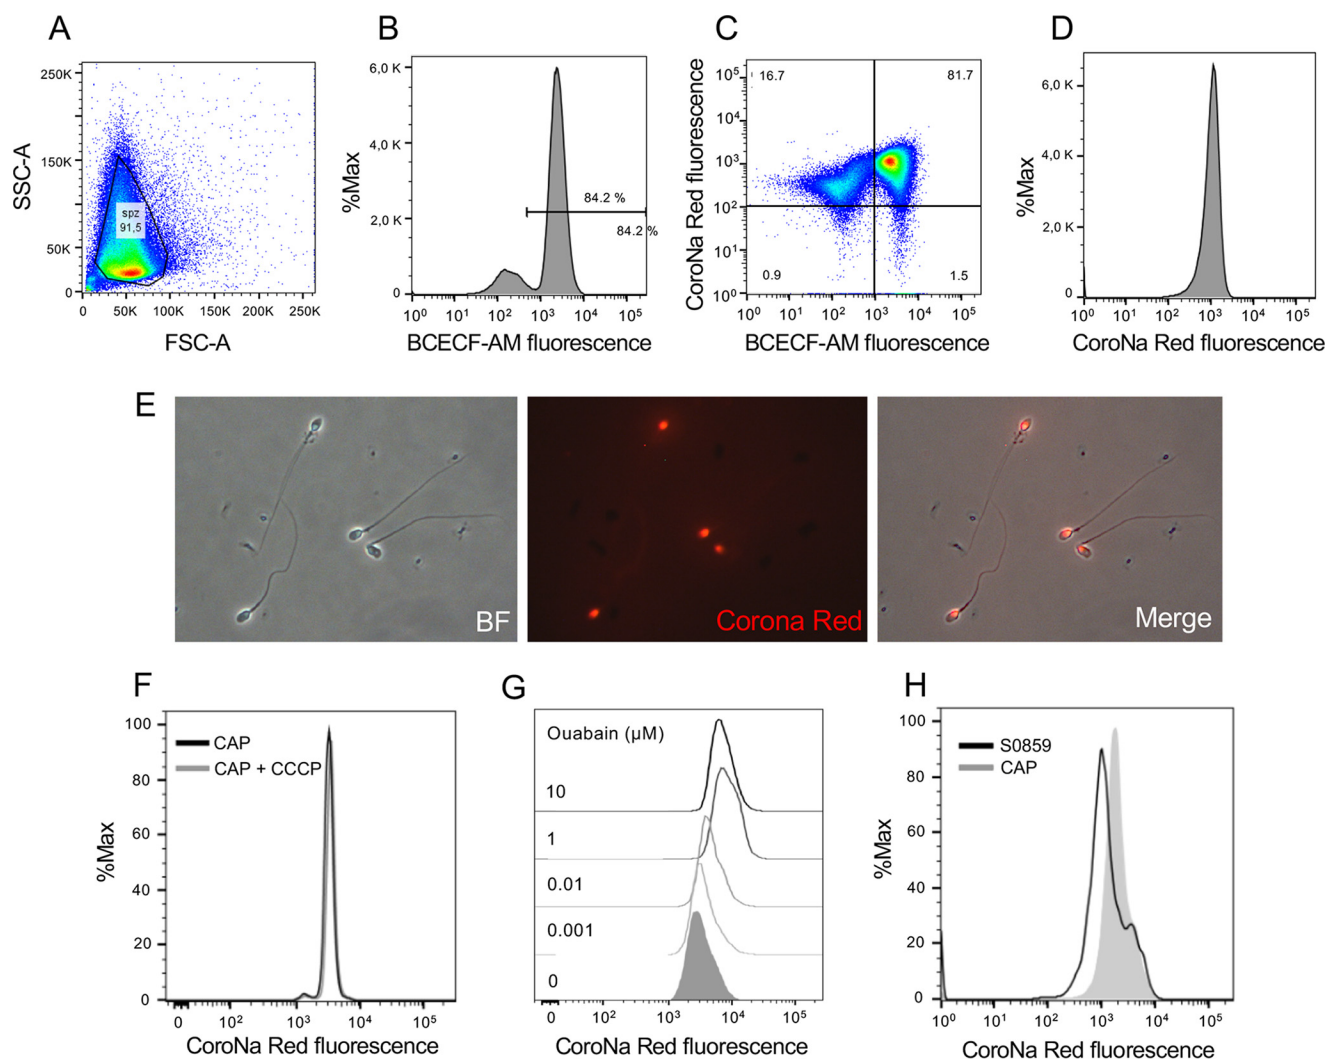 A
SSC-A
250K
150K
50K
0
spz
91,5
0 50K 100K 150K 200K 250K
FSC-A
B
%Max
6,0 K
4,0 K
2,0 K
0
84.2 %
84.2 %
10⁰ 10¹ 10² 10³ 10⁴ 10⁵
BCECF-AM fluorescence
C
CoroNa Red fluorescence
10⁵
10⁴
10³
10²
10¹
10⁰
16.7
81.7
0.9
1.5
10⁰ 10¹ 10² 10³ 10⁴ 10⁵
BCECF-AM fluorescence
D
%Max
6,0 K
4,0 K
2,0 K
0
10⁰ 10¹ 10² 10³ 10⁴ 10⁵
CoroNa Red fluorescence
E
BF
Corona Red
Merge
F
%Max
100
80
60
40
20
0
CAP
CAP + CCCP
0 10² 10³ 10⁴ 10⁵
CoroNa Red fluorescence
G
Ouabain (µM)
10
1
0.01
0.001
0
0 10² 10³ 10⁴ 10⁵
CoroNa Red fluorescence
H
%Max
100
80
60
40
20
0
S0859
CAP
10⁰ 10¹ 10² 10³ 10⁴ 10⁵
CoroNa Red fluorescence